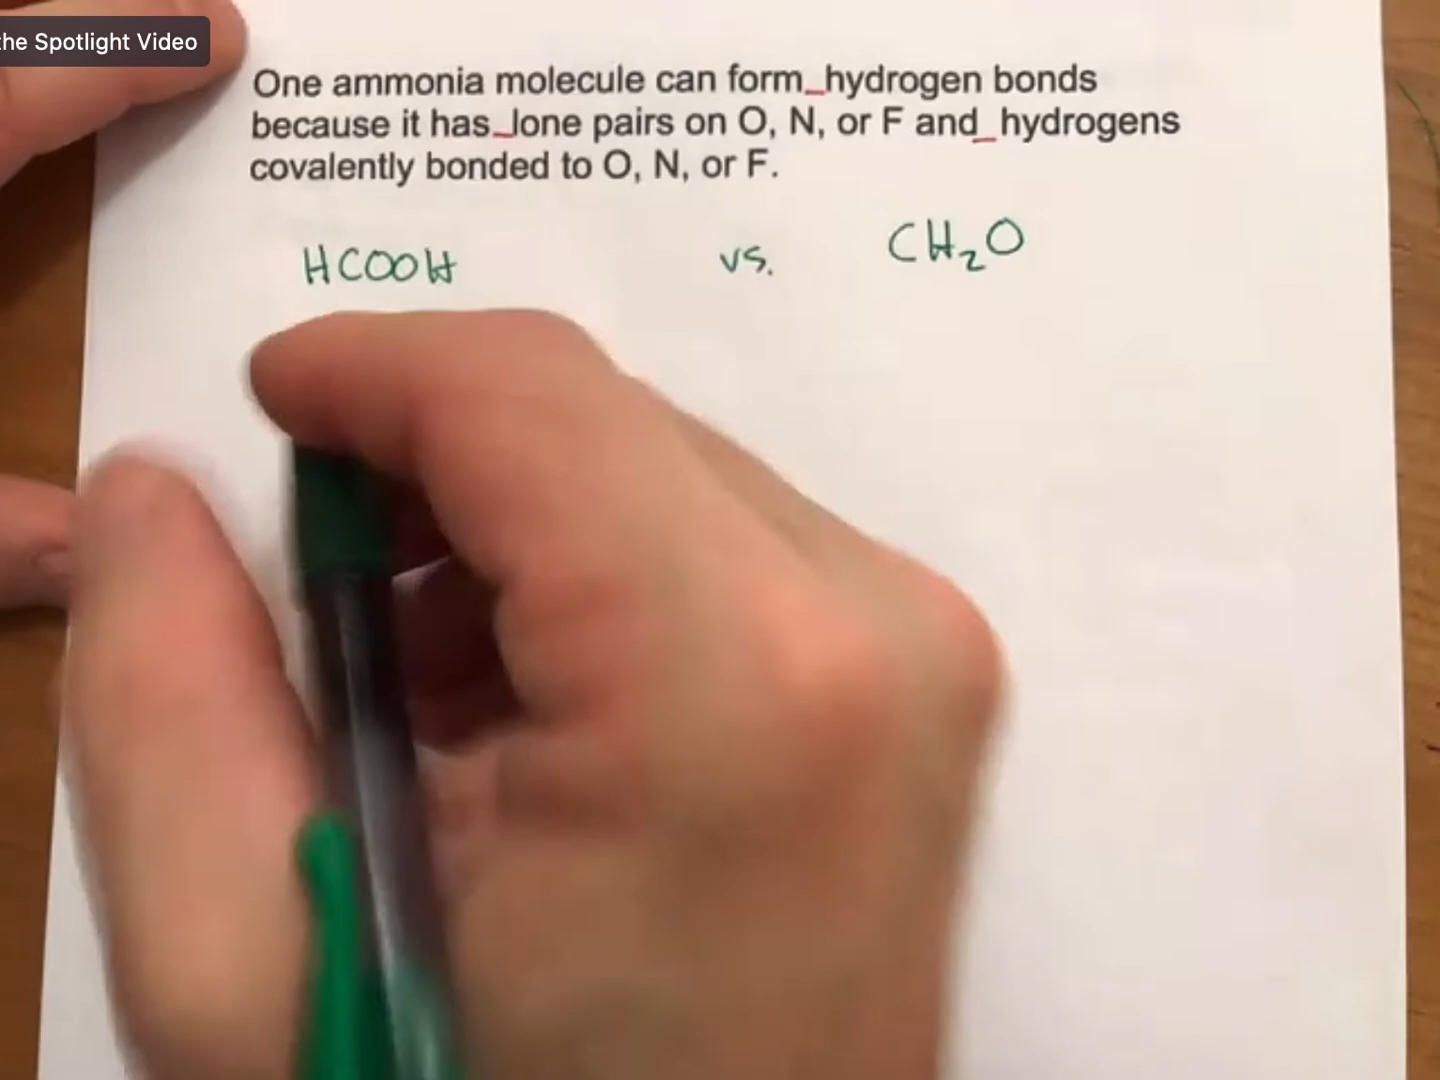 the Spotlight Video
One ammonia molecule can form_hydrogen bonds
because it has_lone pairs on O, N, or F and_hydrogens
covalently bonded to O, N, or F.
HCOOH vs. CH₂O